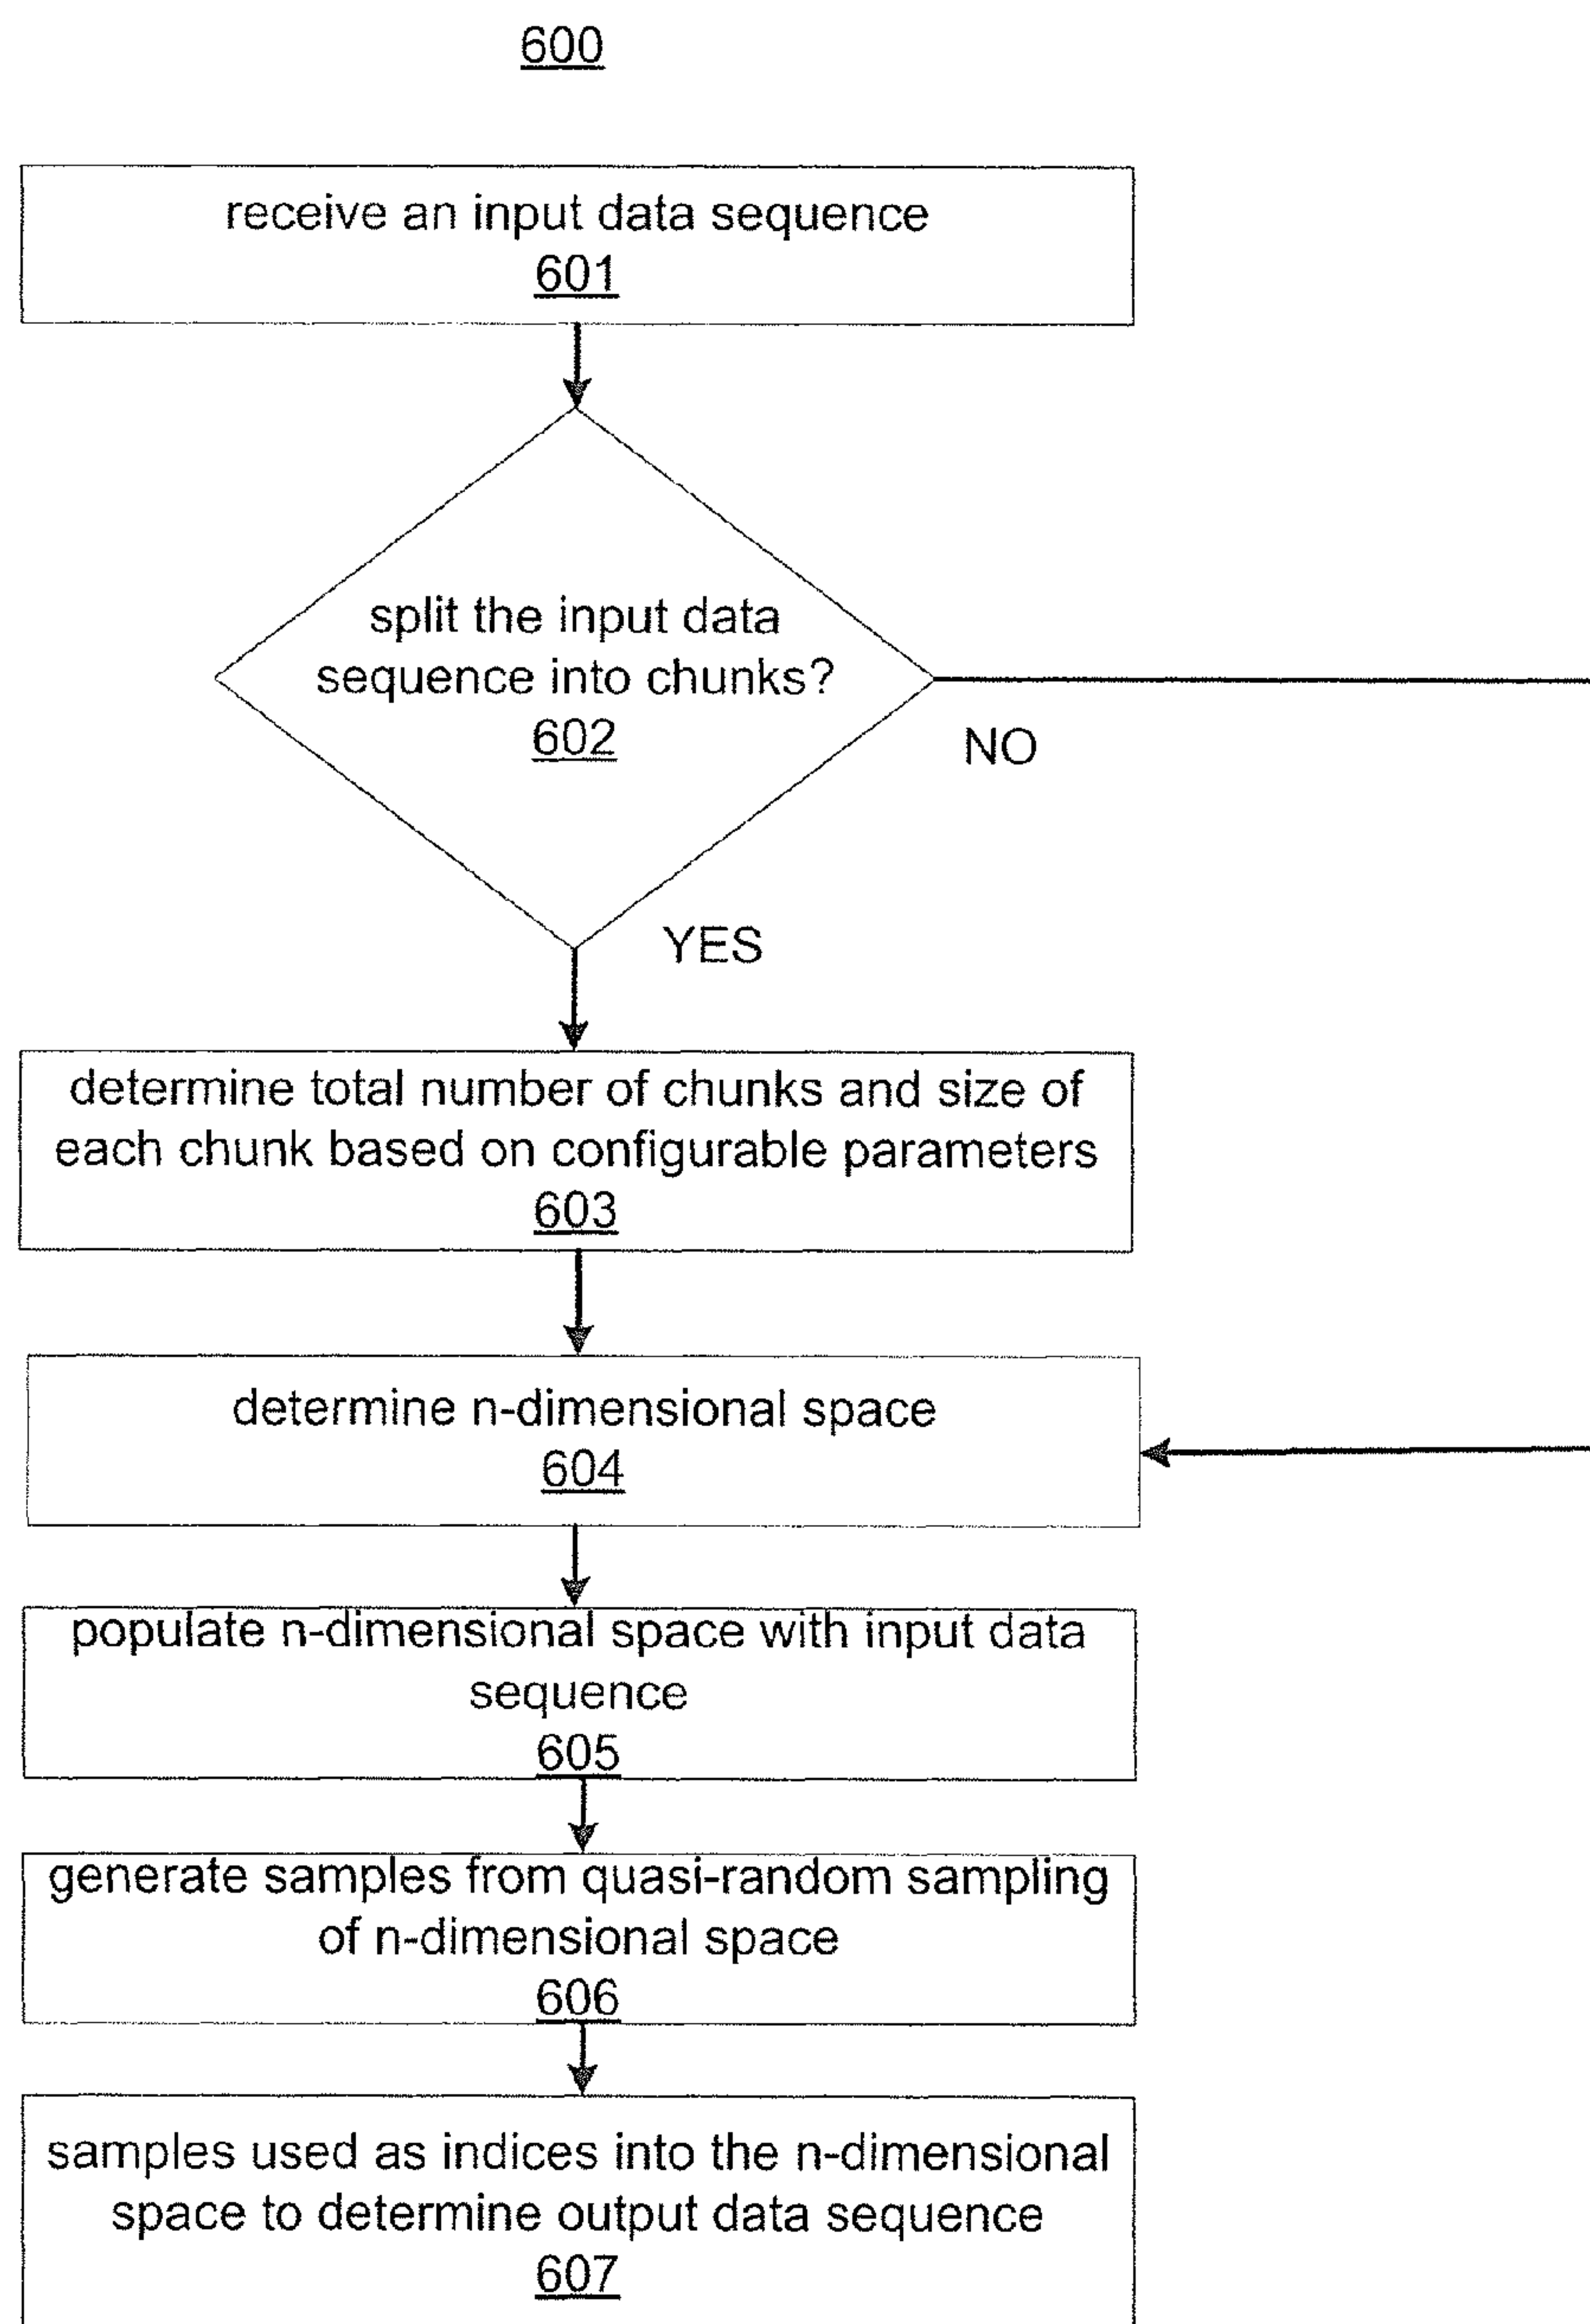 600
receive an input data sequence
601
split the input data
sequence into chunks?
602
NO
YES
determine total number of chunks and size of
each chunk based on configurable parameters
603
determine n-dimensional space
604
populate n-dimensional space with input data
sequence
605
generate samples from quasi-random sampling
of n-dimensional space
606
samples used as indices into the n-dimensional
space to determine output data sequence
607